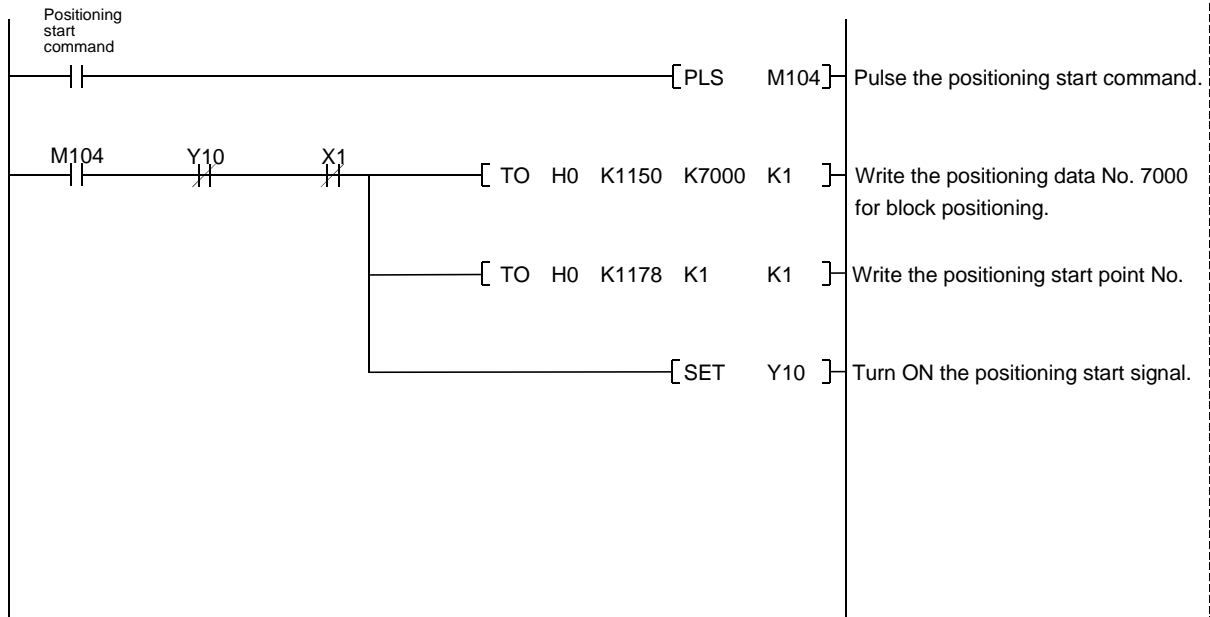 Positioning
start
command
[PLS M104] Pulse the positioning start command.
M104 Y10 X1
[ TO H0 K1150 K7000 K1 ] Write the positioning data No. 7000
for block positioning.
[ TO H0 K1178 K1 K1 ] Write the positioning start point No.
[SET Y10 ] Turn ON the positioning start signal.